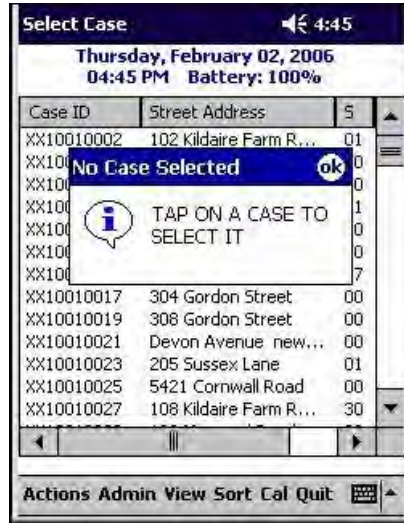 Select Case 4:45
Thursday, February 02, 2006
04:45 PM Battery: 100%
Case ID Street Address S
XX10010002 102 Kildaire Farm R... 01
No Case Selected ok
TAP ON A CASE TO
SELECT IT
XX10010017 304 Gordon Street 00
XX10010019 308 Gordon Street 00
XX10010021 Devon Avenue new... 00
XX10010023 205 Sussex Lane 01
XX10010025 5421 Cornwall Road 00
XX10010027 108 Kildaire Farm R... 30
Actions Admin View Sort Cal Quit